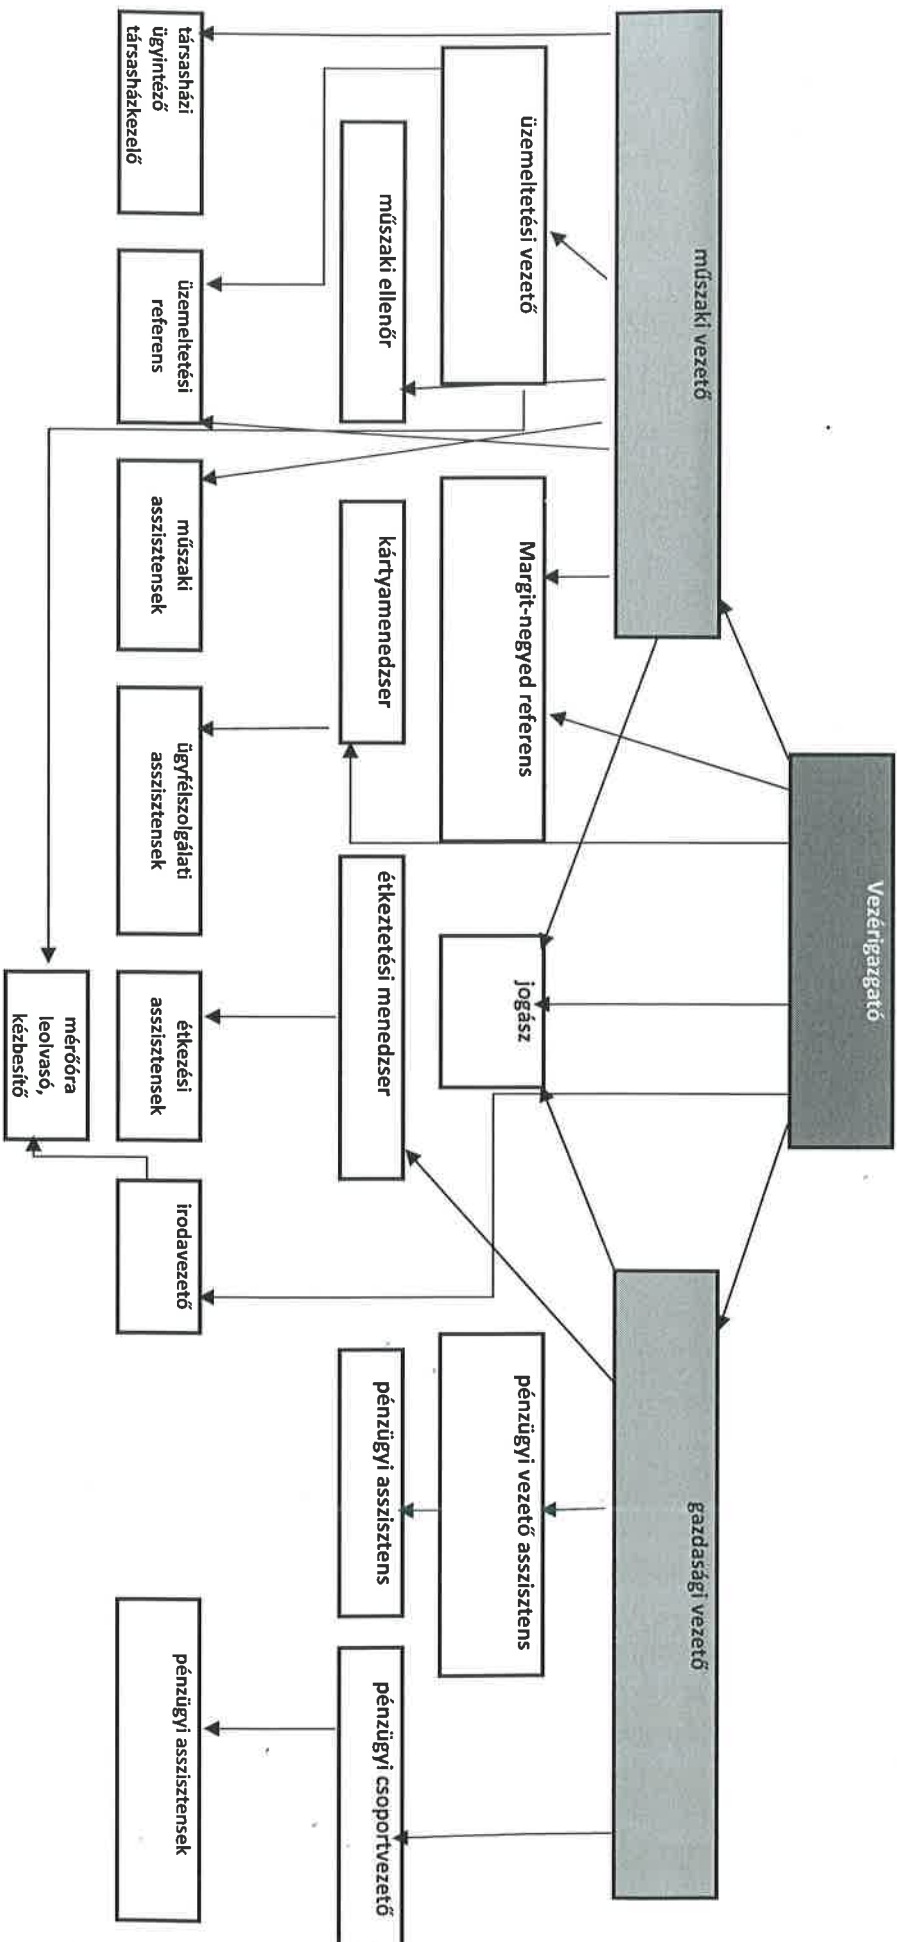 Vezérigazgató
műszaki vezető
gazdasági vezető
üzemeltetési vezető
Margit-negyed referens
jogász
pénzügyi vezető asszisztens
műszaki ellenőr
kártyamenedzser
étkeztetési menedzser
pénzügyi asszisztens
pénzügyi csoportvezető
társasházi
ügyintéző
társasházkezelő
üzemeltetési
referens
műszaki
asszisztensek
ügyfélszolgálati
asszisztensek
étkezési
asszisztensek
irodavezető
pénzügyi asszisztensek
mérőóra
leolvasó,
kézbesítő